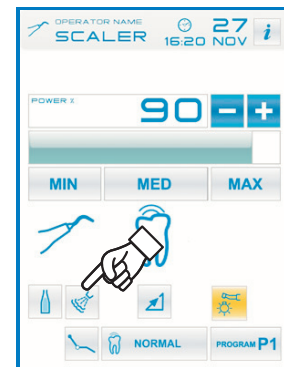 OPERATOR NAME
SCALER
16:20
27
NOV
i
POWER %
90
MIN
MED
MAX
NORMAL
PROGRAM P1